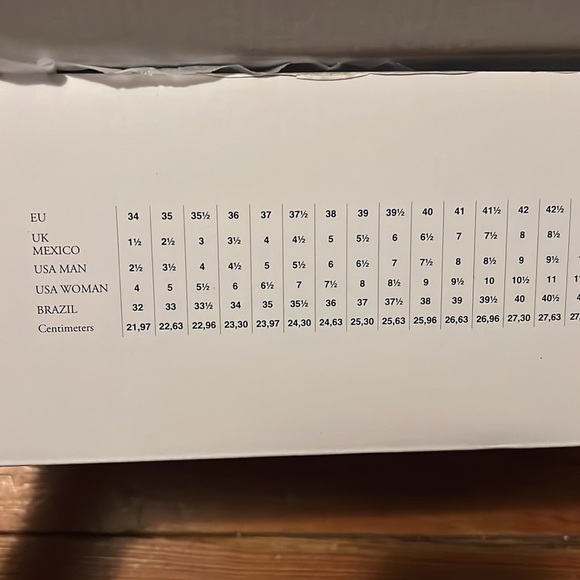 EU 34 35 35½ 36 37 37½ 38 39 39½ 40 41 41½ 42 42½
UK
MEXICO 1½ 2½ 3 3½ 4 4½ 5 5½ 6 6½ 7 7½ 8 8½
USA MAN 2½ 3½ 4 4½ 5 5½ 6 6½ 7 7½ 8 8½ 9 9½
USA WOMAN 4 5 5½ 6 6½ 7 7½ 8 8½ 9 9½ 10 10½ 11
BRAZIL 32 33 33½ 34 35 35½ 36 37 37½ 38 39 39½ 40 40½
Centimeters 21,97 22,63 22,96 23,30 23,97 24,30 24,63 25,30 25,63 25,96 26,63 26,96 27,30 27,63